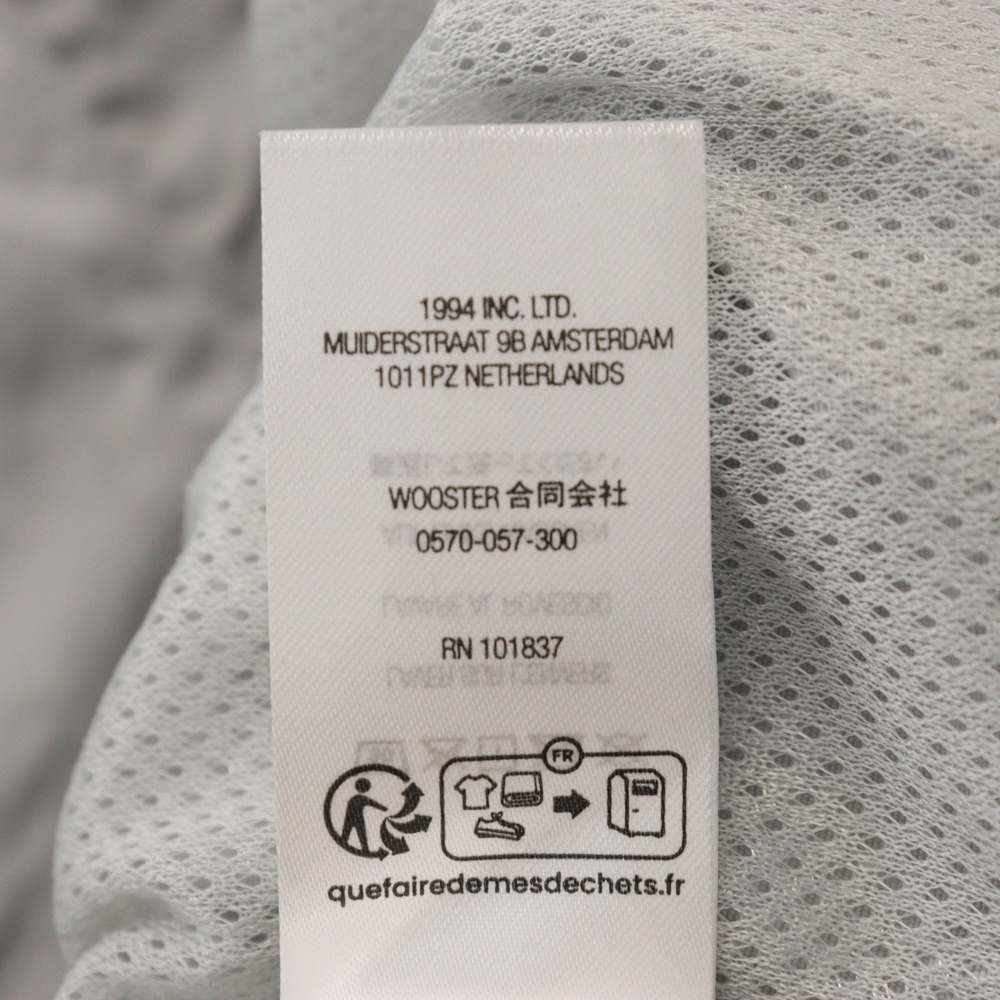 1994 INC. LTD.
MUIDERSTRAAT 9B AMSTERDAM
1011PZ NETHERLANDS
WOOSTER 合同会社
0570-057-300
RN 101837
FR
quefairedemesdechets.fr